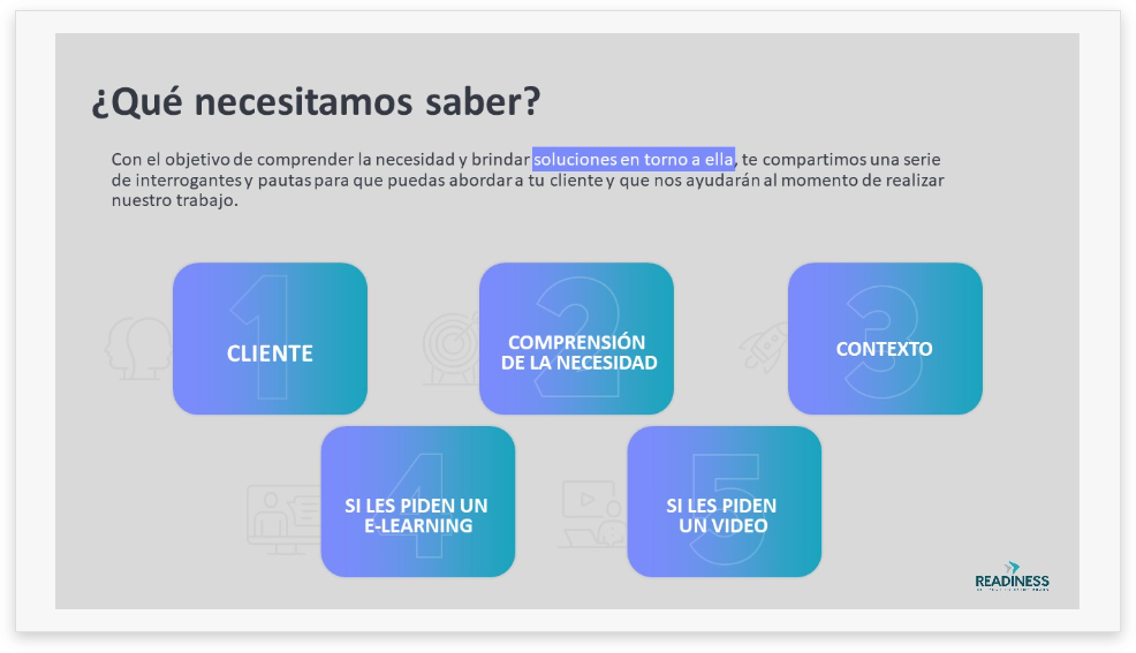 ¿Qué necesitamos saber?
Con el objetivo de comprender la necesidad y brindar soluciones en torno a ella, te compartimos una serie
de interrogantes y pautas para que puedas abordar a tu cliente y que nos ayudarán al momento de realizar
nuestro trabajo.
1
CLIENTE
2
COMPRENSIÓN
DE LA NECESIDAD
3
CONTEXTO
4
SI LES PIDEN UN
E-LEARNING
5
SI LES PIDEN
UN VIDEO
READINESS